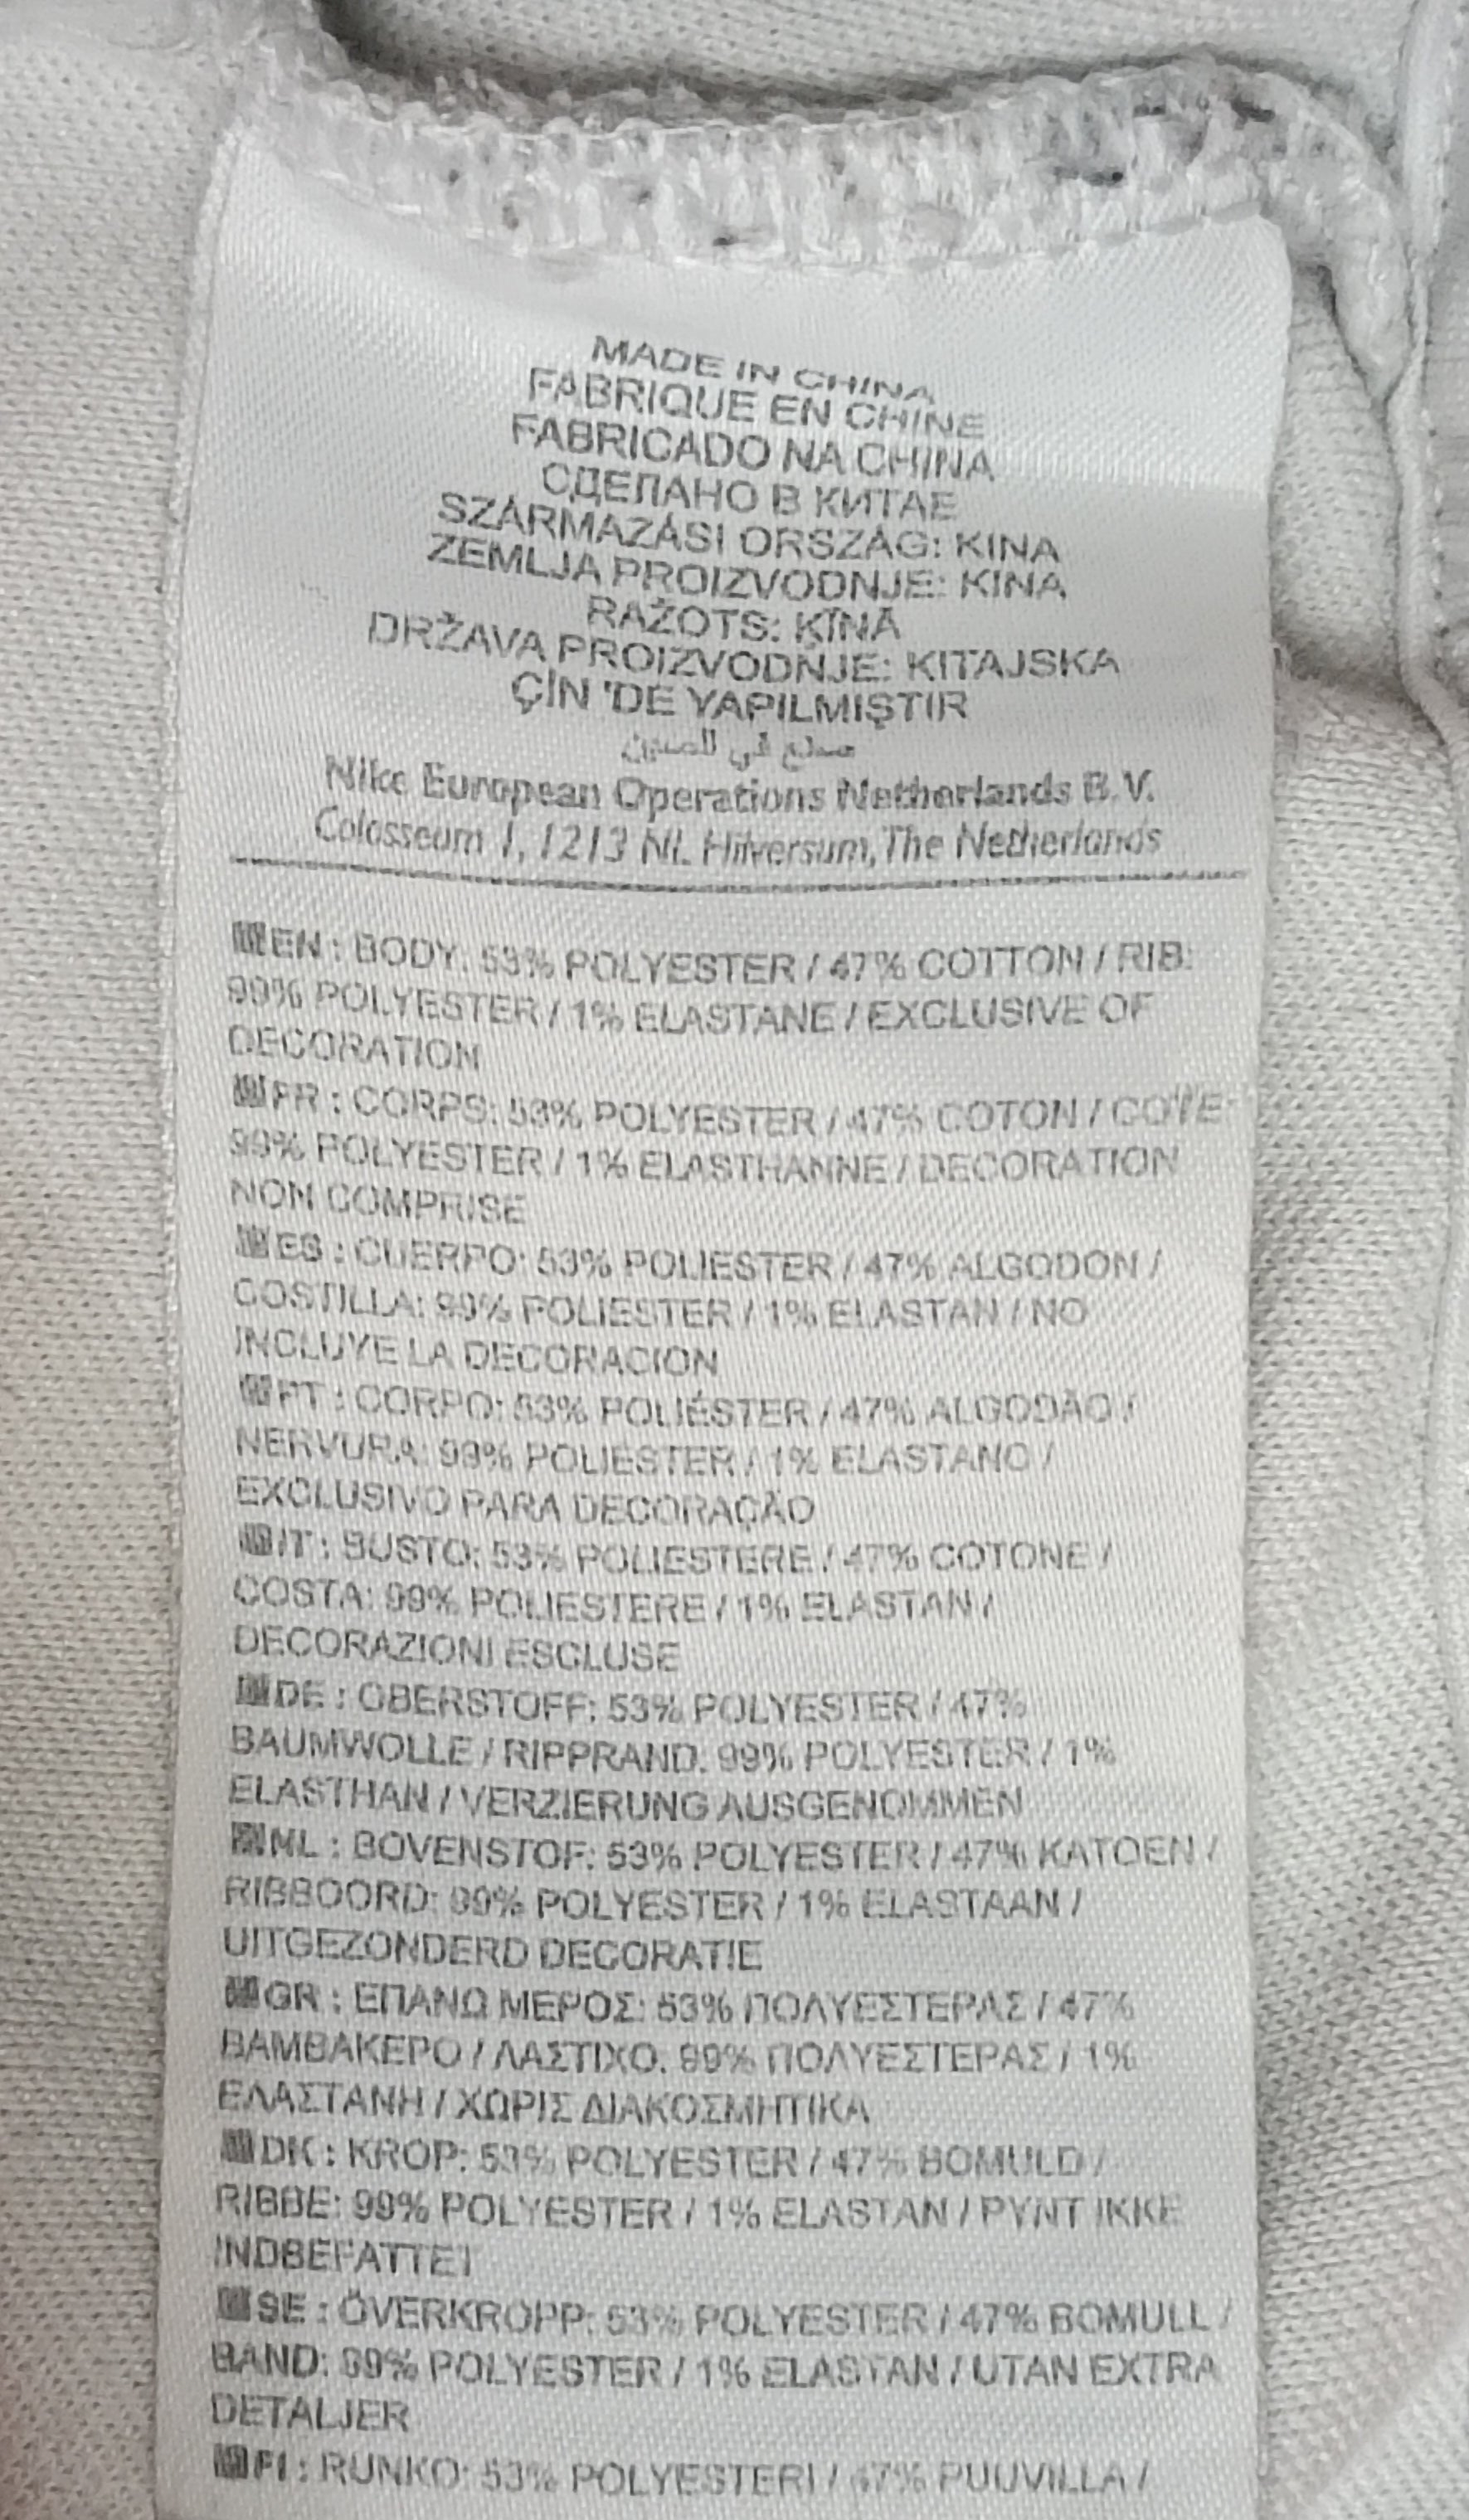 MADE IN CHINA
FABRIQUE EN CHINE
FABRICADO NA CHINA
СДЕЛАНО В КИТАЕ
SZÁRMAZÁSI ORSZÁG: KÍNA
ZEMLJA PROIZVODNJE: KINA
RAŽOTS: ĶĪNĀ
DRŽAVA PROIZVODNJE: KITAJSKA
ÇİN 'DE YAPILMIŞTIR
صنع في الصين
Nike European Operations Netherlands B.V.
Colosseum 1, 1213 NL Hilversum, The Netherlands
EN : BODY: 53% POLYESTER / 47% COTTON / RIB:
99% POLYESTER / 1% ELASTANE / EXCLUSIVE OF
DECORATION
FR : CORPS: 53% POLYESTER / 47% COTON /
99% POLYESTER / 1% ELASTHANNE / DECORATION
NON COMPRISE
ES : CUERPO: 53% POLIESTER / 47% ALGODON /
COSTILLA: 99% POLIESTER / 1% ELASTAN / NO
INCLUYE LA DECORACION
PT : CORPO: 53% POLIÉSTER / 47% ALGODÃO /
NERVURA: 99% POLIÉSTER / 1% ELASTANO /
EXCLUSIVO PARA DECORAÇÃO
IT : BUSTO: 53% POLIESTERE / 47% COTONE /
COSTA: 99% POLIESTERE / 1% ELASTAN /
DECORAZIONI ESCLUSE
DE : OBERSTOFF: 53% POLYESTER / 47%
BAUMWOLLE / RIPPRAND: 99% POLYESTER / 1%
ELASTHAN / VERZIERUNG AUSGENOMMEN
NL : BOVENSTOF: 53% POLYESTER / 47% KATOEN /
RIBBOORD: 99% POLYESTER / 1% ELASTAAN /
UITGEZONDERD DECORATIE
GR : ΕΠΑΝΩ ΜΕΡΟΣ: 53% ΠΟΛΥΕΣΤΕΡΑΣ / 47%
ΒΑΜΒΑΚΕΡΟ / ΛΑΣΤΙΧΟ: 99% ΠΟΛΥΕΣΤΕΡΑΣ / 1%
ΕΛΑΣΤΑΝΗ / ΧΩΡΙΣ ΔΙΑΚΟΣΜΗΤΙΚΑ
DK : KROP: 53% POLYESTER / 47% BOMULD /
RIBBE: 99% POLYESTER / 1% ELASTAN / PYNT IKKE
INDBEFATTET
SE : ÖVERKROPP: 53% POLYESTER / 47% BOMULL /
BAND: 99% POLYESTER / 1% ELASTAN / UTAN EXTRA
DETALJER
FI : RUNKO: 53% POLYESTERI / 47% PUUVILLA /